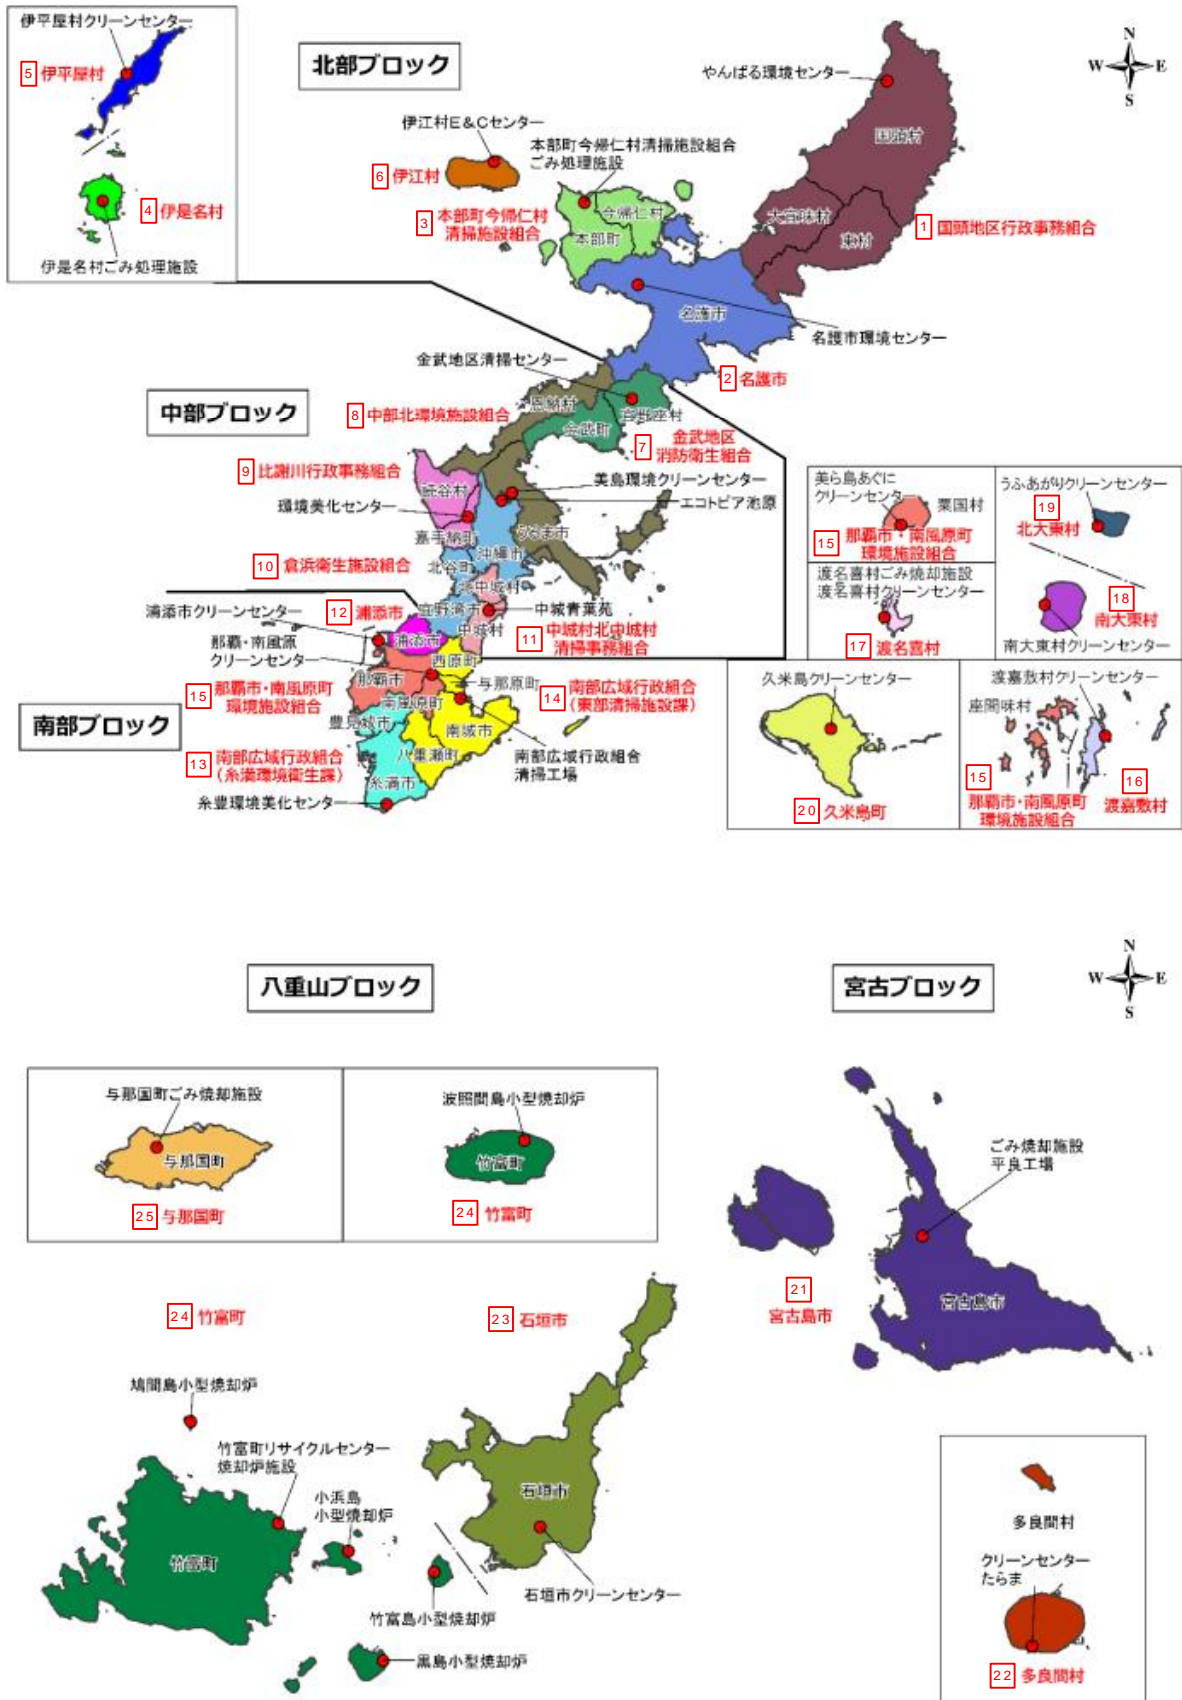 伊平屋村クリーンセンター
5 伊平屋村
4 伊是名村
伊是名村ごみ処理施設
北部ブロック
N
W E
S
やんばる環境センター
国頭村
大宜味村
東村
1 国頭地区行政事務組合
伊江村E&Cセンター
6 伊江村
本部町今帰仁村清掃施設組合
ごみ処理施設
3 本部町今帰仁村
清掃施設組合
今帰仁村
本部町
名護市
名護市環境センター
2 名護市
金武地区清掃センター
中部ブロック
8 中部北環境施設組合
恩納村
宜野座村
金武町
7 金武地区
消防衛生組合
9 比謝川行政事務組合
読谷村
環境美化センター
嘉手納町
美島環境クリーンセンター
エコトピア池原
うるま市
沖縄市
10 倉浜衛生施設組合
北谷町
北中城村
宜野湾市
中城青葉苑
中城村
11 中城村北中城村
清掃事務組合
浦添市クリーンセンター
12 浦添市
浦添市
那覇・南風原
クリーンセンター
西原町
那覇市
与那原町
15 那覇市・南風原町
環境施設組合
南風原町
14 南部広域行政組合
(東部清掃施設課)
南部ブロック
豊見城市
南城市
八重瀬町
南部広域行政組合
清掃工場
13 南部広域行政組合
(糸満環境衛生課)
糸満市
糸豊環境美化センター
美ら島あぐに
クリーンセンター
粟国村
15 那覇市・南風原町
環境施設組合
うふあがりクリーンセンター
19
北大東村
渡名喜村ごみ焼却施設
渡名喜村クリーンセンター
17 渡名喜村
18
南大東村
南大東村クリーンセンター
久米島クリーンセンター
20 久米島町
渡嘉敷村クリーンセンター
座間味村
15
那覇市・南風原町
環境施設組合
16
渡嘉敷村
八重山ブロック
宮古ブロック
N
W E
S
与那国町ごみ焼却施設
与那国町
25 与那国町
波照間島小型焼却炉
竹富町
24 竹富町
ごみ焼却施設
平良工場
21
宮古島市
宮古島市
24 竹富町
23 石垣市
鳩間島小型焼却炉
竹富町リサイクルセンター
焼却炉施設
小浜島
小型焼却炉
竹富町
石垣市
石垣市クリーンセンター
竹富島小型焼却炉
黒島小型焼却炉
多良間村
クリーンセンター
たらま
22 多良間村